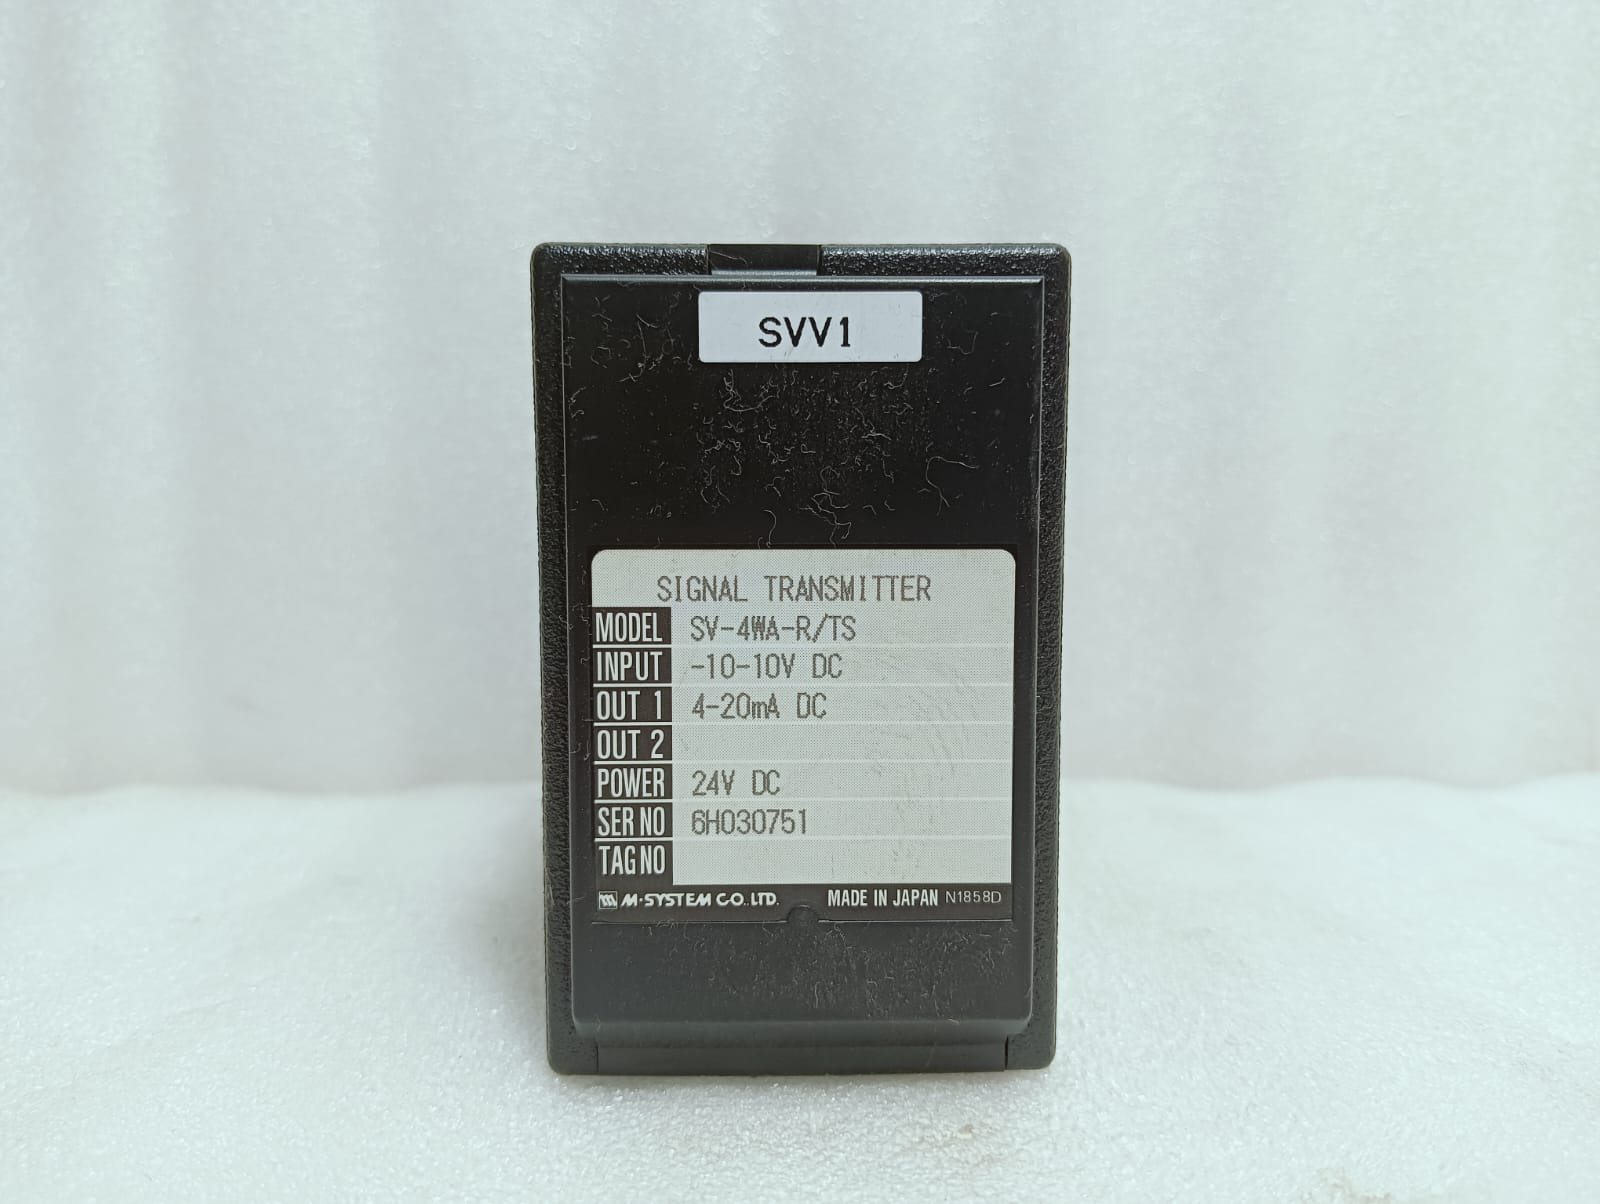 SVV1
SIGNAL TRANSMITTER
MODEL SV-4WA-R/TS
INPUT -10-10V DC
OUT 1 4-20mA DC
OUT 2
POWER 24V DC
SER NO 6H030751
TAG NO
M-SYSTEM CO.,LTD. MADE IN JAPAN N1858D